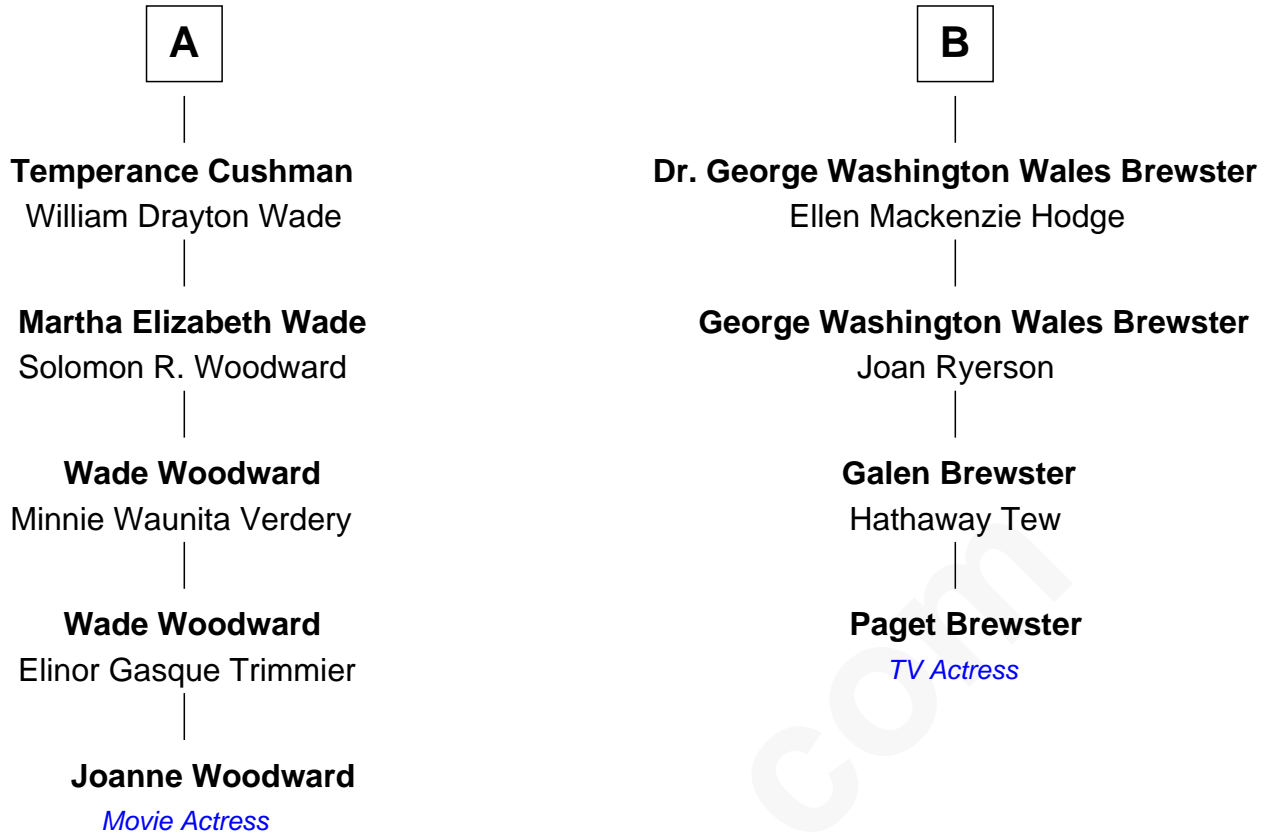 A
Temperance Cushman
William Drayton Wade
Martha Elizabeth Wade
Solomon R. Woodward
Wade Woodward
Minnie Waunita Verdery
Wade Woodward
Elinor Gasque Trimmier
Joanne Woodward
Movie Actress
B
Dr. George Washington Wales Brewster
Ellen Mackenzie Hodge
George Washington Wales Brewster
Joan Ryerson
Galen Brewster
Hathaway Tew
Paget Brewster
TV Actress
com